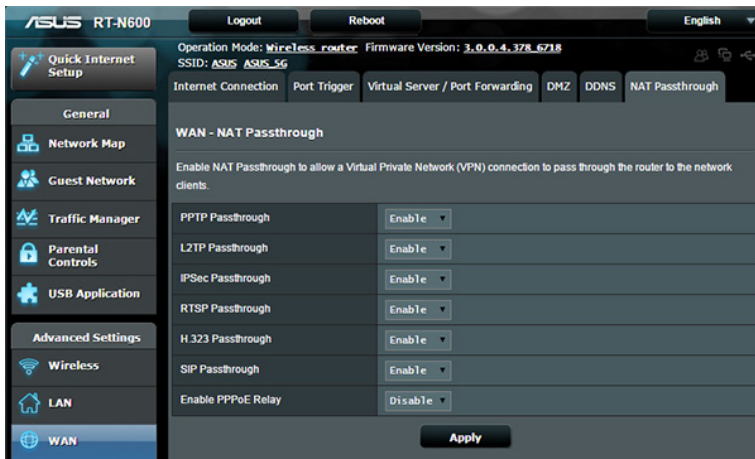 ASUS RT-N600 Logout Reboot English
Quick Internet Setup
Operation Mode: Wireless router Firmware Version: 3.0.0.4.378_6718
SSID: ASUS ASUS_5G
Internet Connection Port Trigger Virtual Server / Port Forwarding DMZ DDNS NAT Passthrough
General
Network Map
Guest Network
Traffic Manager
Parental Controls
USB Application
Advanced Settings
Wireless
LAN
WAN
WAN - NAT Passthrough
Enable NAT Passthrough to allow a Virtual Private Network (VPN) connection to pass through the router to the network
clients.
PPTP Passthrough Enable
L2TP Passthrough Enable
IPSec Passthrough Enable
RTSP Passthrough Enable
H.323 Passthrough Enable
SIP Passthrough Enable
Enable PPPoE Relay Disable
Apply